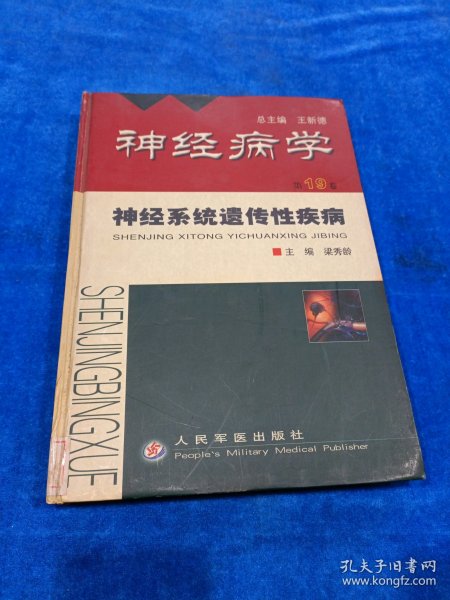 总主编 王新德
神经病学
第19卷
神经系统遗传性疾病
SHENJING XITONG YICHUANXING JIBING
主 编 梁秀龄
SHENJINGBINGXUE
人民军医出版社
People's Military Medical Publisher
孔夫子旧书网
www.kongfz.com